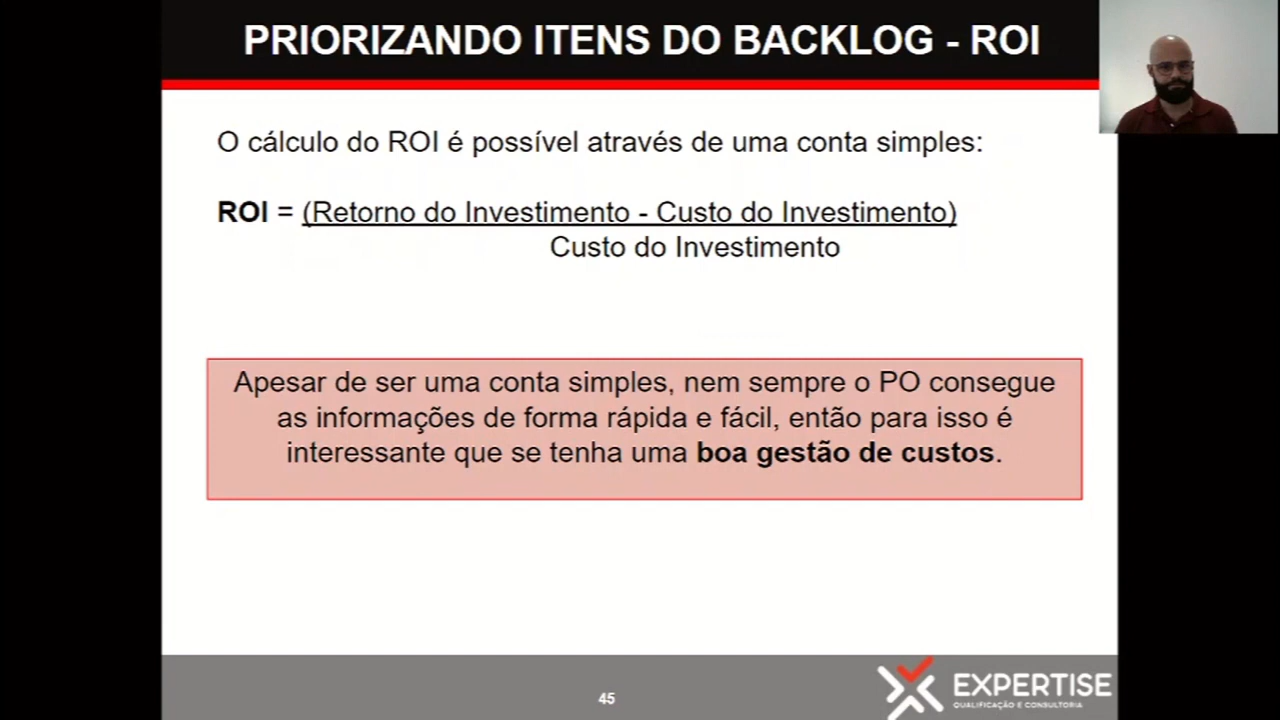 PRIORIZANDO ITENS DO BACKLOG - ROI
O cálculo do ROI é possível através de uma conta simples:
ROI = (Retorno do Investimento - Custo do Investimento)
Custo do Investimento
Apesar de ser uma conta simples, nem sempre o PO consegue
as informações de forma rápida e fácil, então para isso é
interessante que se tenha uma boa gestão de custos.
45
EXPERTISE
QUALIFICAÇÃO E CONSULTORIA